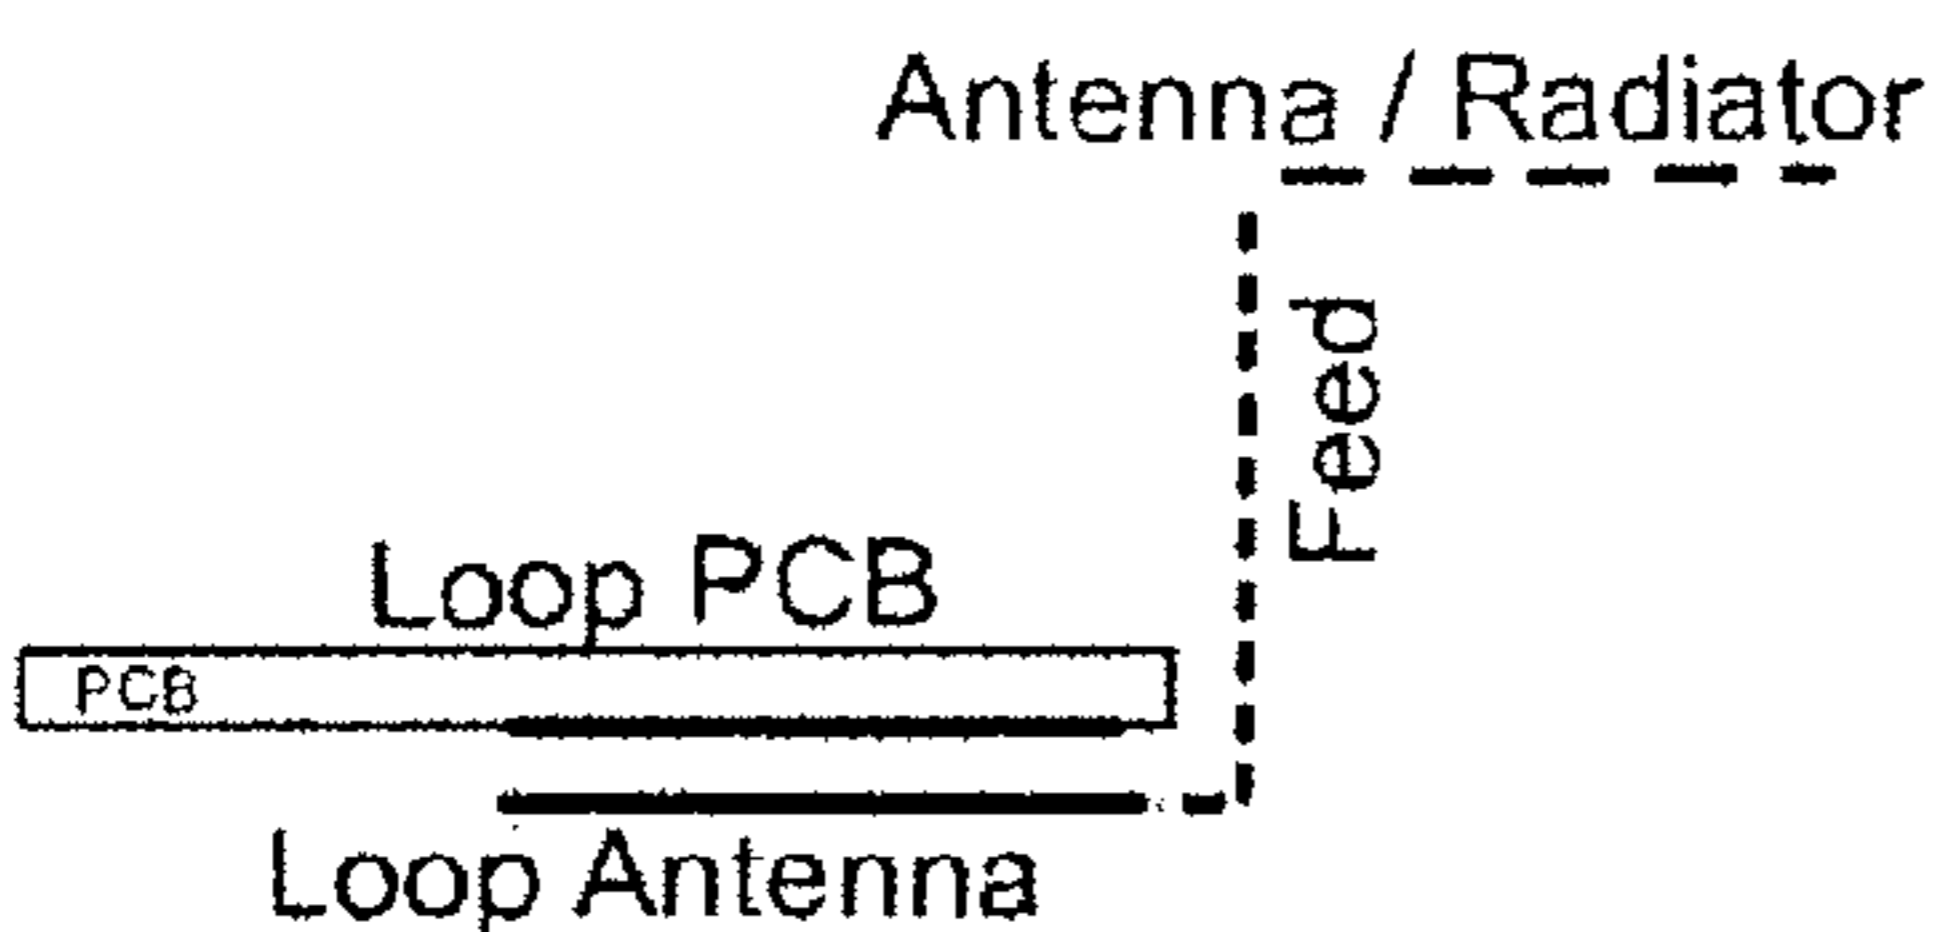 Antenna / Radiator
Feed
Loop PCB
PCB
Loop Antenna